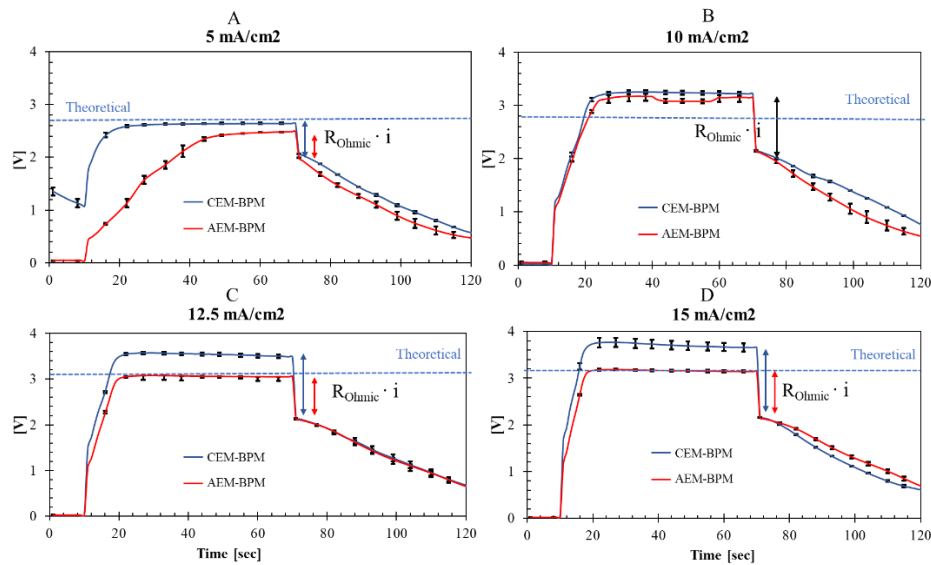 A
5 mA/cm2
4
3
2
1
0
[V]
Theoretical
R Ohmic · i
CEM-BPM
AEM-BPM
0
20
40
60
80
100
120
B
10 mA/cm2
4
3
2
1
0
[V]
Theoretical
R Ohmic · i
CEM-BPM
AEM-BPM
0
20
40
60
80
100
120
C
12.5 mA/cm2
4
3
2
1
0
[V]
Theoretical
R Ohmic · i
CEM-BPM
AEM-BPM
0
20
40
60
80
100
120
Time [sec]
D
15 mA/cm2
4
3
2
1
0
[V]
Theoretical
R Ohmic · i
CEM-BPM
AEM-BPM
0
20
40
60
80
100
120
Time [sec]